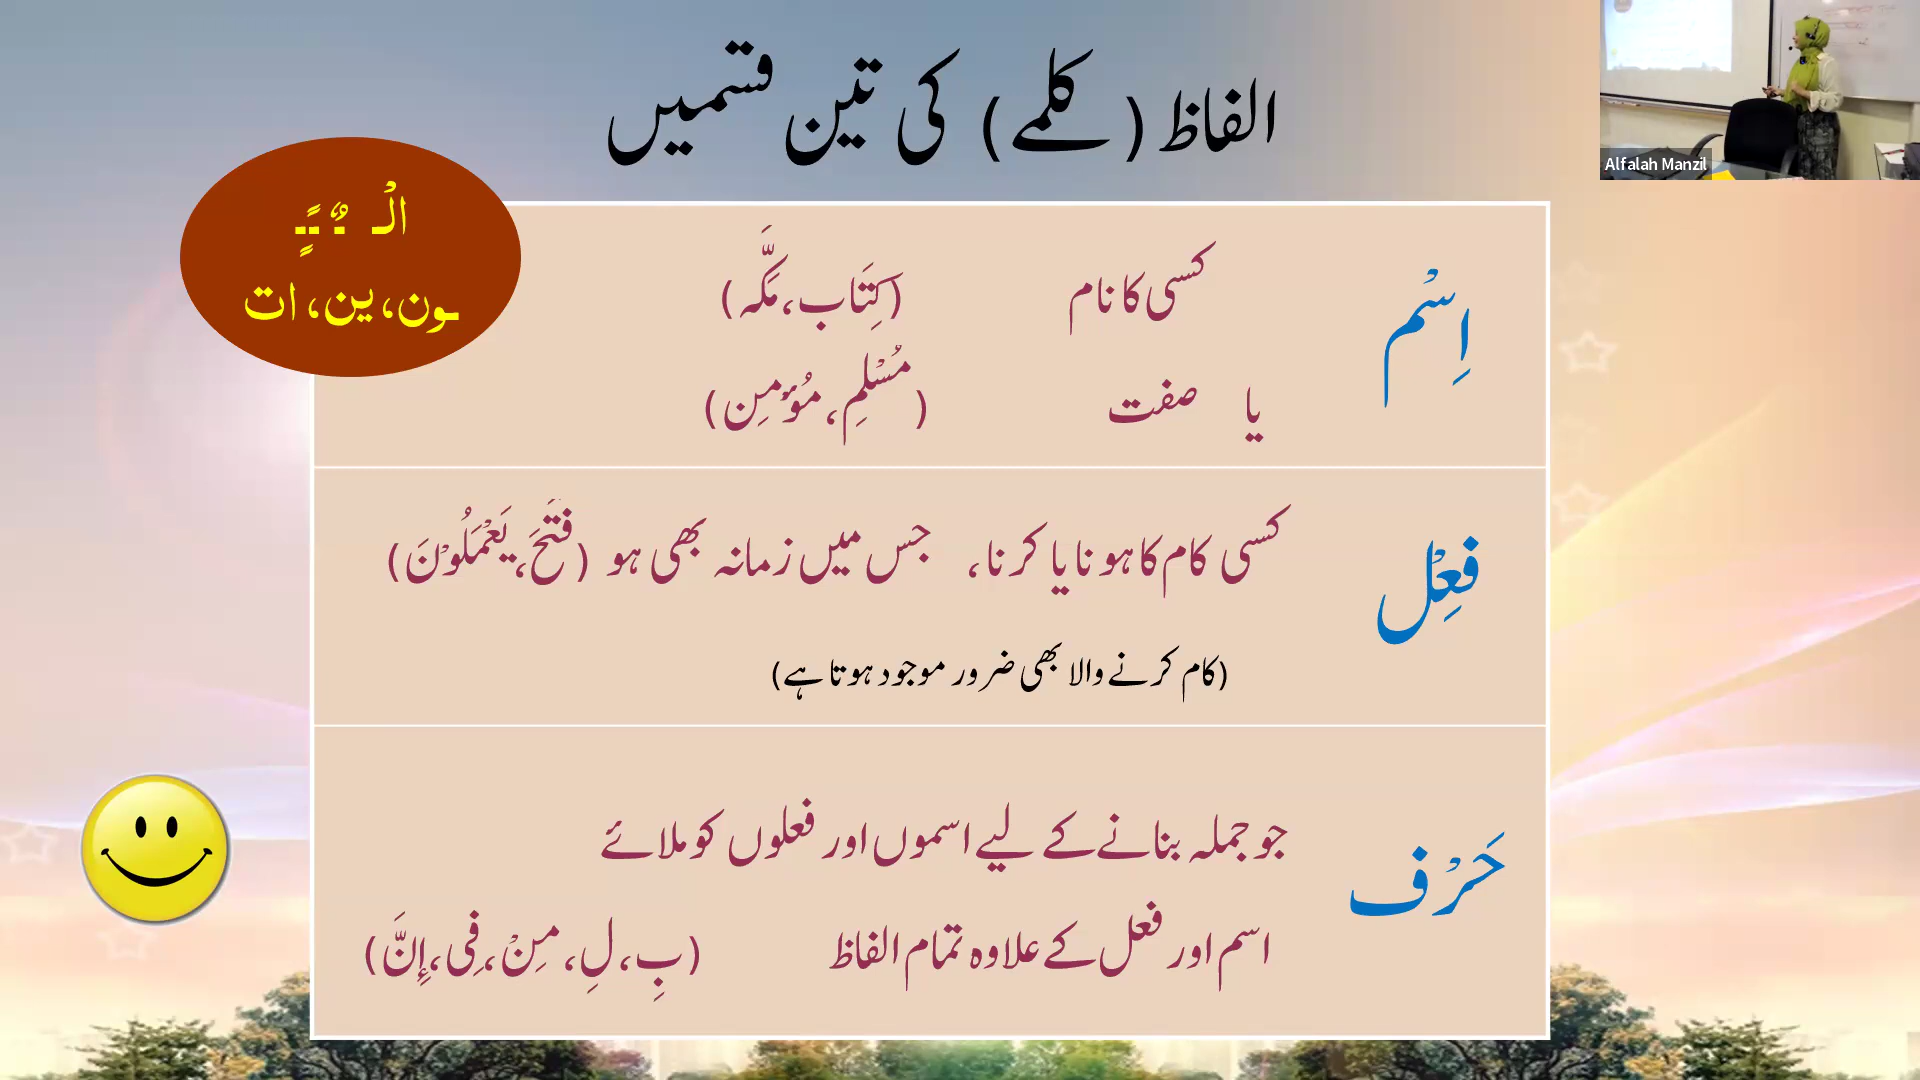 الفاظ (کلمے) کی تین قسمیں
الْـ ـٌـ ـًـ ـٍـ
ـون، ین، ات
اِسْم
کسی کا نام (کِتَاب، مَکَّہ)
یا صفت (مُسْلِم، مُؤْمِن)
فِعْل
کسی کام کا ہونا یا کرنا، جس میں زمانہ بھی ہو (فَتَحَ، یَعْمَلُوْنَ)
(کام کرنے والا بھی ضرور موجود ہوتا ہے)
حَرْف
جو جملہ بنانے کے لیے اسموں اور فعلوں کو ملائے
اسم اور فعل کے علاوہ تمام الفاظ (بِ، لِ، مِنْ، فِی، إِنَّ)
Alfalah Manzil